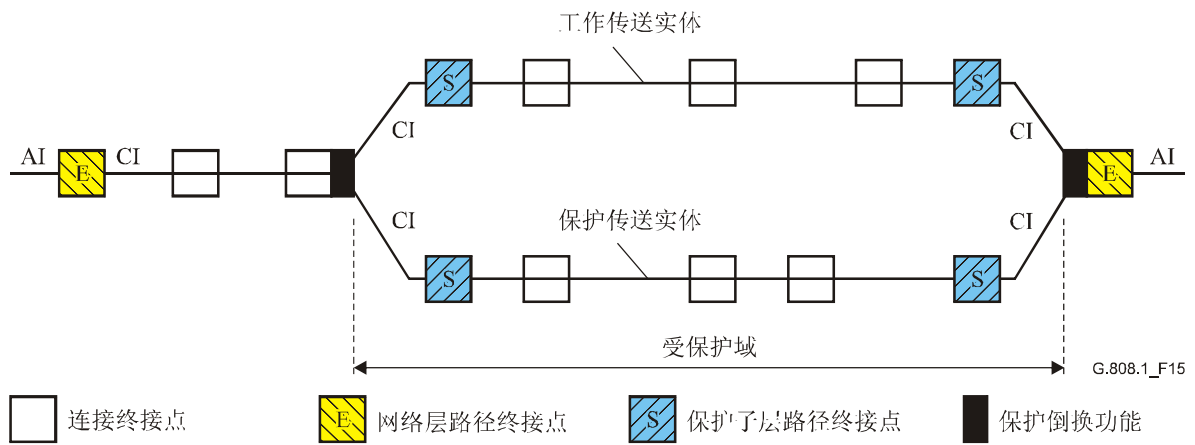 工作传送实体
S
S
CI
CI
AI
E
CI
E
AI
CI
CI
保护传送实体
S
S
受保护域
G.808.1_F15
连接终接点
E
网络层路径终接点
S
保护子层路径终接点
保护倒换功能